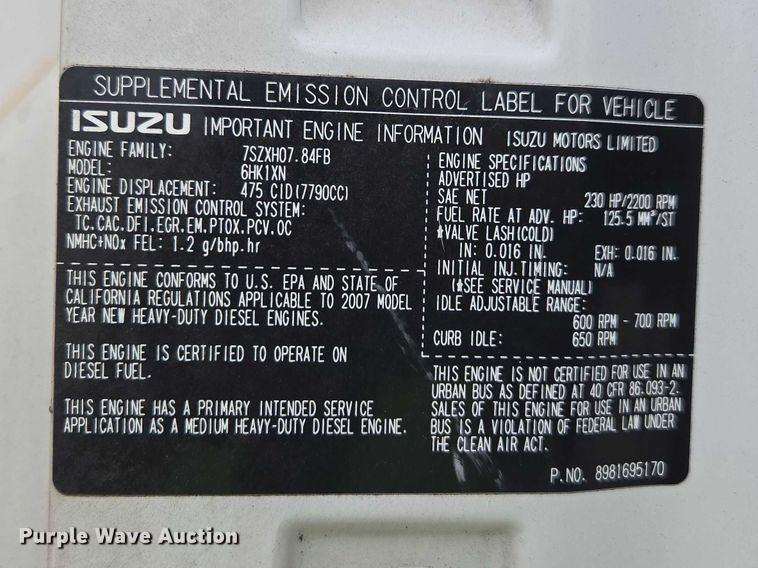 SUPPLEMENTAL EMISSION CONTROL LABEL FOR VEHICLE
ISUZU IMPORTANT ENGINE INFORMATION ISUZU MOTORS LIMITED
ENGINE FAMILY: 7SZXH07.84FB
MODEL: 6HK1XN
ENGINE DISPLACEMENT: 475 CID(7790CC)
EXHAUST EMISSION CONTROL SYSTEM:
TC.CAC.DFI.EGR.EM.PTOX.PCV.OC
NMHC+NOx FEL: 1.2 g/bhp.hr
THIS ENGINE CONFORMS TO U.S. EPA AND STATE OF
CALIFORNIA REGULATIONS APPLICABLE TO 2007 MODEL
YEAR NEW HEAVY-DUTY DIESEL ENGINES.
THIS ENGINE IS CERTIFIED TO OPERATE ON
DIESEL FUEL.
THIS ENGINE HAS A PRIMARY INTENDED SERVICE
APPLICATION AS A MEDIUM HEAVY-DUTY DIESEL ENGINE.
ENGINE SPECIFICATIONS
ADVERTISED HP
SAE NET 230 HP/2200 RPM
FUEL RATE AT ADV. HP: 125.5 MM³/ST
*VALVE LASH(COLD)
IN: 0.016 IN. EXH: 0.016 IN.
INITIAL INJ.TIMING: N/A
(*SEE SERVICE MANUAL)
IDLE ADJUSTABLE RANGE:
600 RPM - 700 RPM
CURB IDLE: 650 RPM
THIS ENGINE IS NOT CERTIFIED FOR USE IN AN
URBAN BUS AS DEFINED AT 40 CFR 86.093-2.
SALES OF THIS ENGINE FOR USE IN AN URBAN
BUS IS A VIOLATION OF FEDERAL LAW UNDER
THE CLEAN AIR ACT.
P.NO. 8981695170
Purple Wave Auction